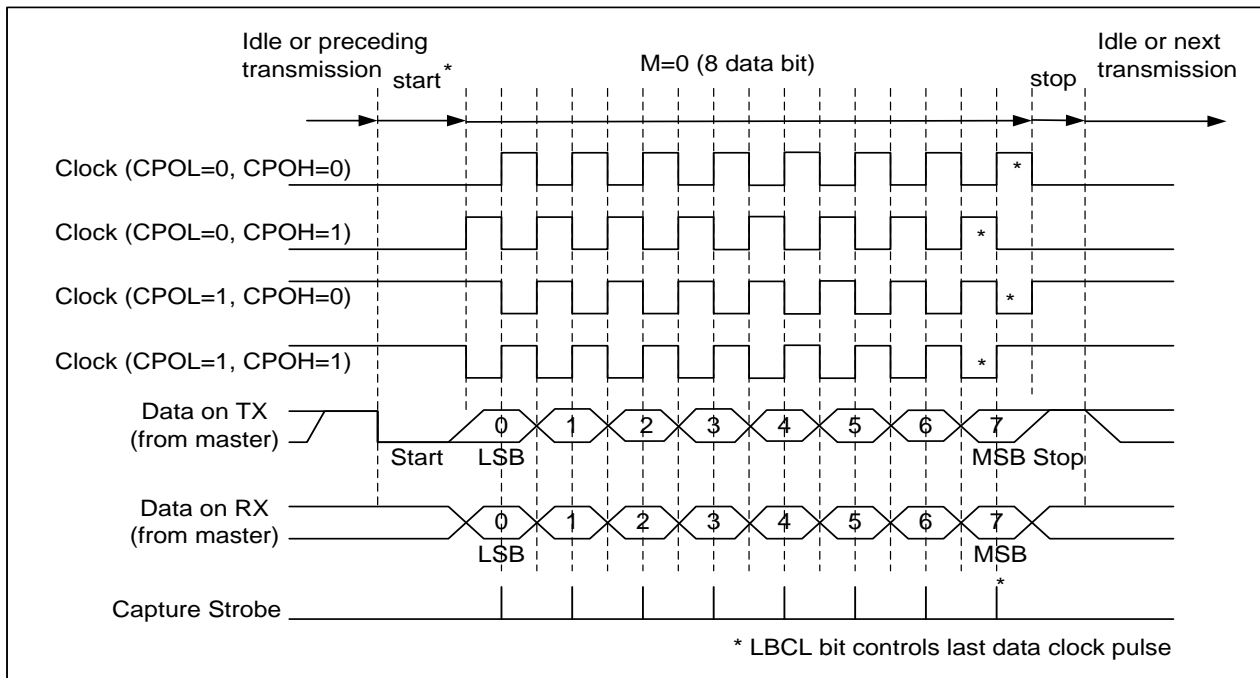 Idle or preceding
transmission
start*
M=0 (8 data bit)
stop
Idle or next
transmission
Clock (CPOL=0, CPOH=0)
*
Clock (CPOL=0, CPOH=1)
*
Clock (CPOL=1, CPOH=0)
*
Clock (CPOL=1, CPOH=1)
*
Data on TX
(from master)
0 1 2 3 4 5 6 7
Start LSB MSB Stop
Data on RX
(from master)
0 1 2 3 4 5 6 7
LSB MSB
*
Capture Strobe
* LBCL bit controls last data clock pulse